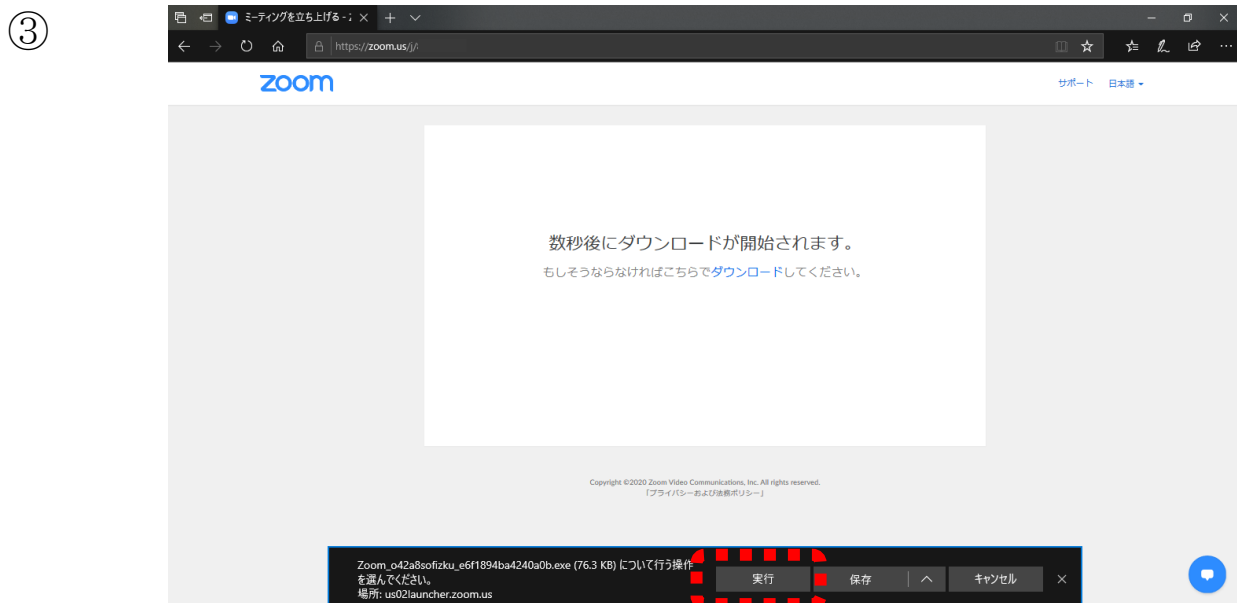 ③
ミーティングを立ち上げる - Z
https://zoom.us/j/
zoom
サポート 日本語
数秒後にダウンロードが開始されます。
もしそうならなければこちらでダウンロードしてください。
Copyright ©2020 Zoom Video Communications, Inc. All rights reserved.
「プライバシーおよび法務ポリシー」
Zoom_o42a8sofizku_e6f1894ba4240a0b.exe (76.3 KB) について行う操作
を選んでください。
場所: us02launcher.zoom.us
実行 保存 キャンセル